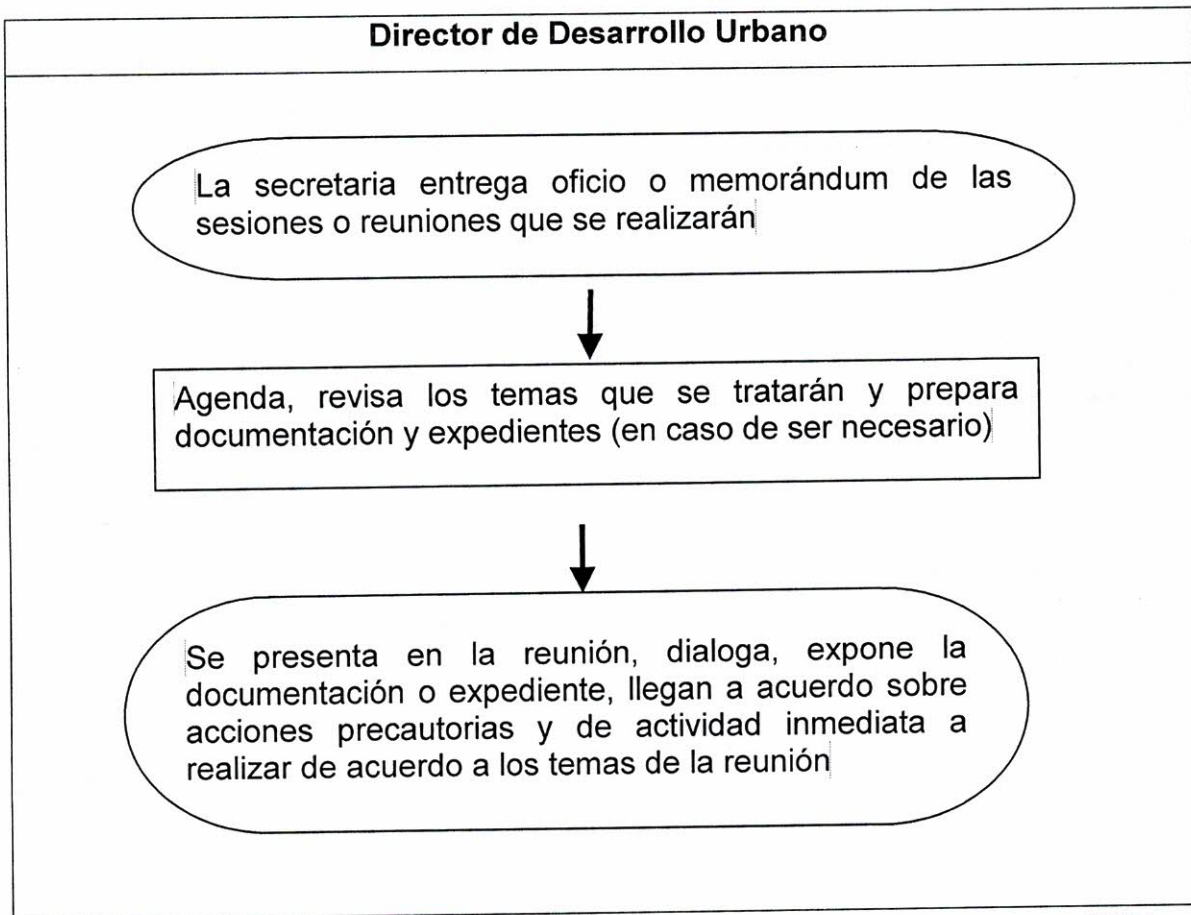 Director de Desarrollo Urbano
La secretaria entrega oficio o memorándum de las
sesiones o reuniones que se realizarán
Agenda, revisa los temas que se tratarán y prepara
documentación y expedientes (en caso de ser necesario)
Se presenta en la reunión, dialoga, expone la
documentación o expediente, llegan a acuerdo sobre
acciones precautorias y de actividad inmediata a
realizar de acuerdo a los temas de la reunión